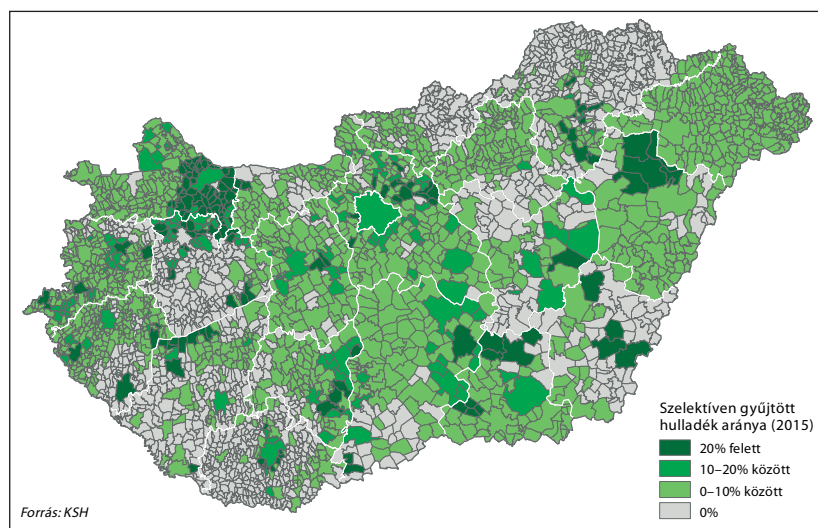 Szelektíven gyűjtött
hulladék aránya (2015)
20% felett
10–20% között
0–10% között
0%
Forrás: KSH